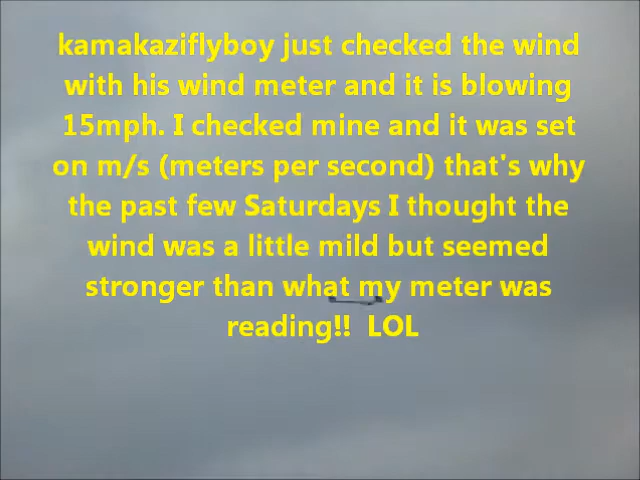 kamakaziflyboy just checked the wind
with his wind meter and it is blowing
15mph. I checked mine and it was set
on m/s (meters per second) that's why
the past few Saturdays I thought the
wind was a little mild but seemed
stronger than what my meter was
reading!!  LOL